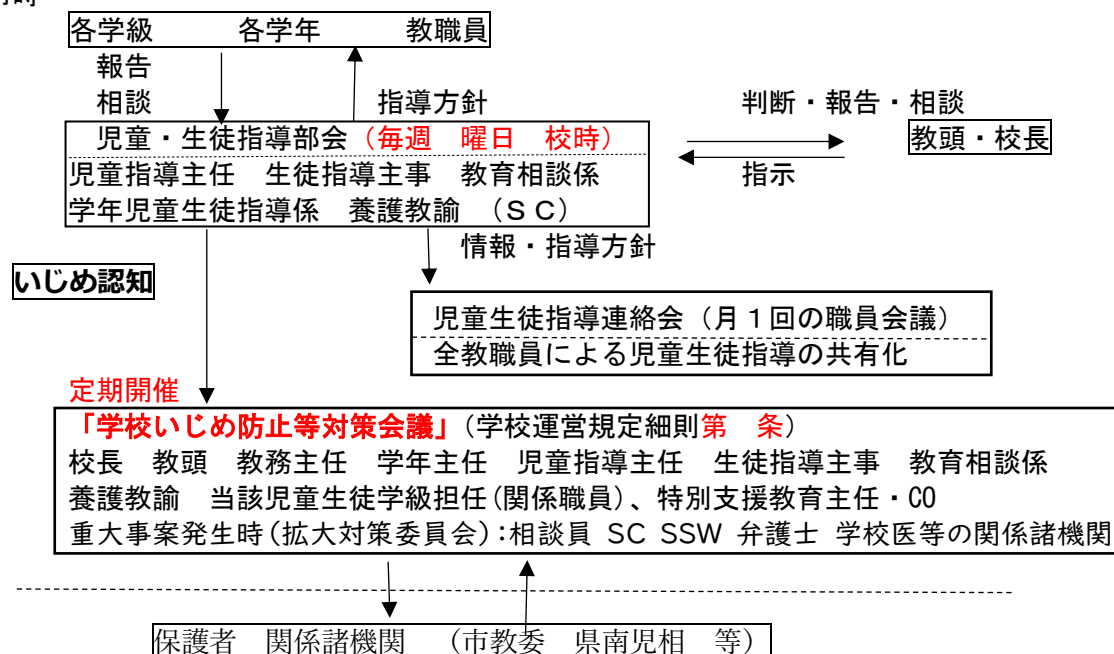 各学級　各学年　教職員
報告
相談　指導方針　判断・報告・相談
児童・生徒指導部会（毎週　曜日　校時）　教頭・校長
児童指導主任　生徒指導主事　教育相談係　指示
学年児童生徒指導係　養護教諭　（ＳＣ）
情報・指導方針
いじめ認知
児童生徒指導連絡会（月１回の職員会議）
全教職員による児童生徒指導の共有化
定期開催
「学校いじめ防止等対策会議」(学校運営規定細則第　条)
校長　教頭　教務主任　学年主任　児童指導主任　生徒指導主事　教育相談係
養護教諭　当該児童生徒学級担任(関係職員)、特別支援教育主任・CO
重大事案発生時(拡大対策委員会):相談員 SC SSW 弁護士 学校医等の関係諸機関
保護者　関係諸機関　（市教委　県南児相　等）